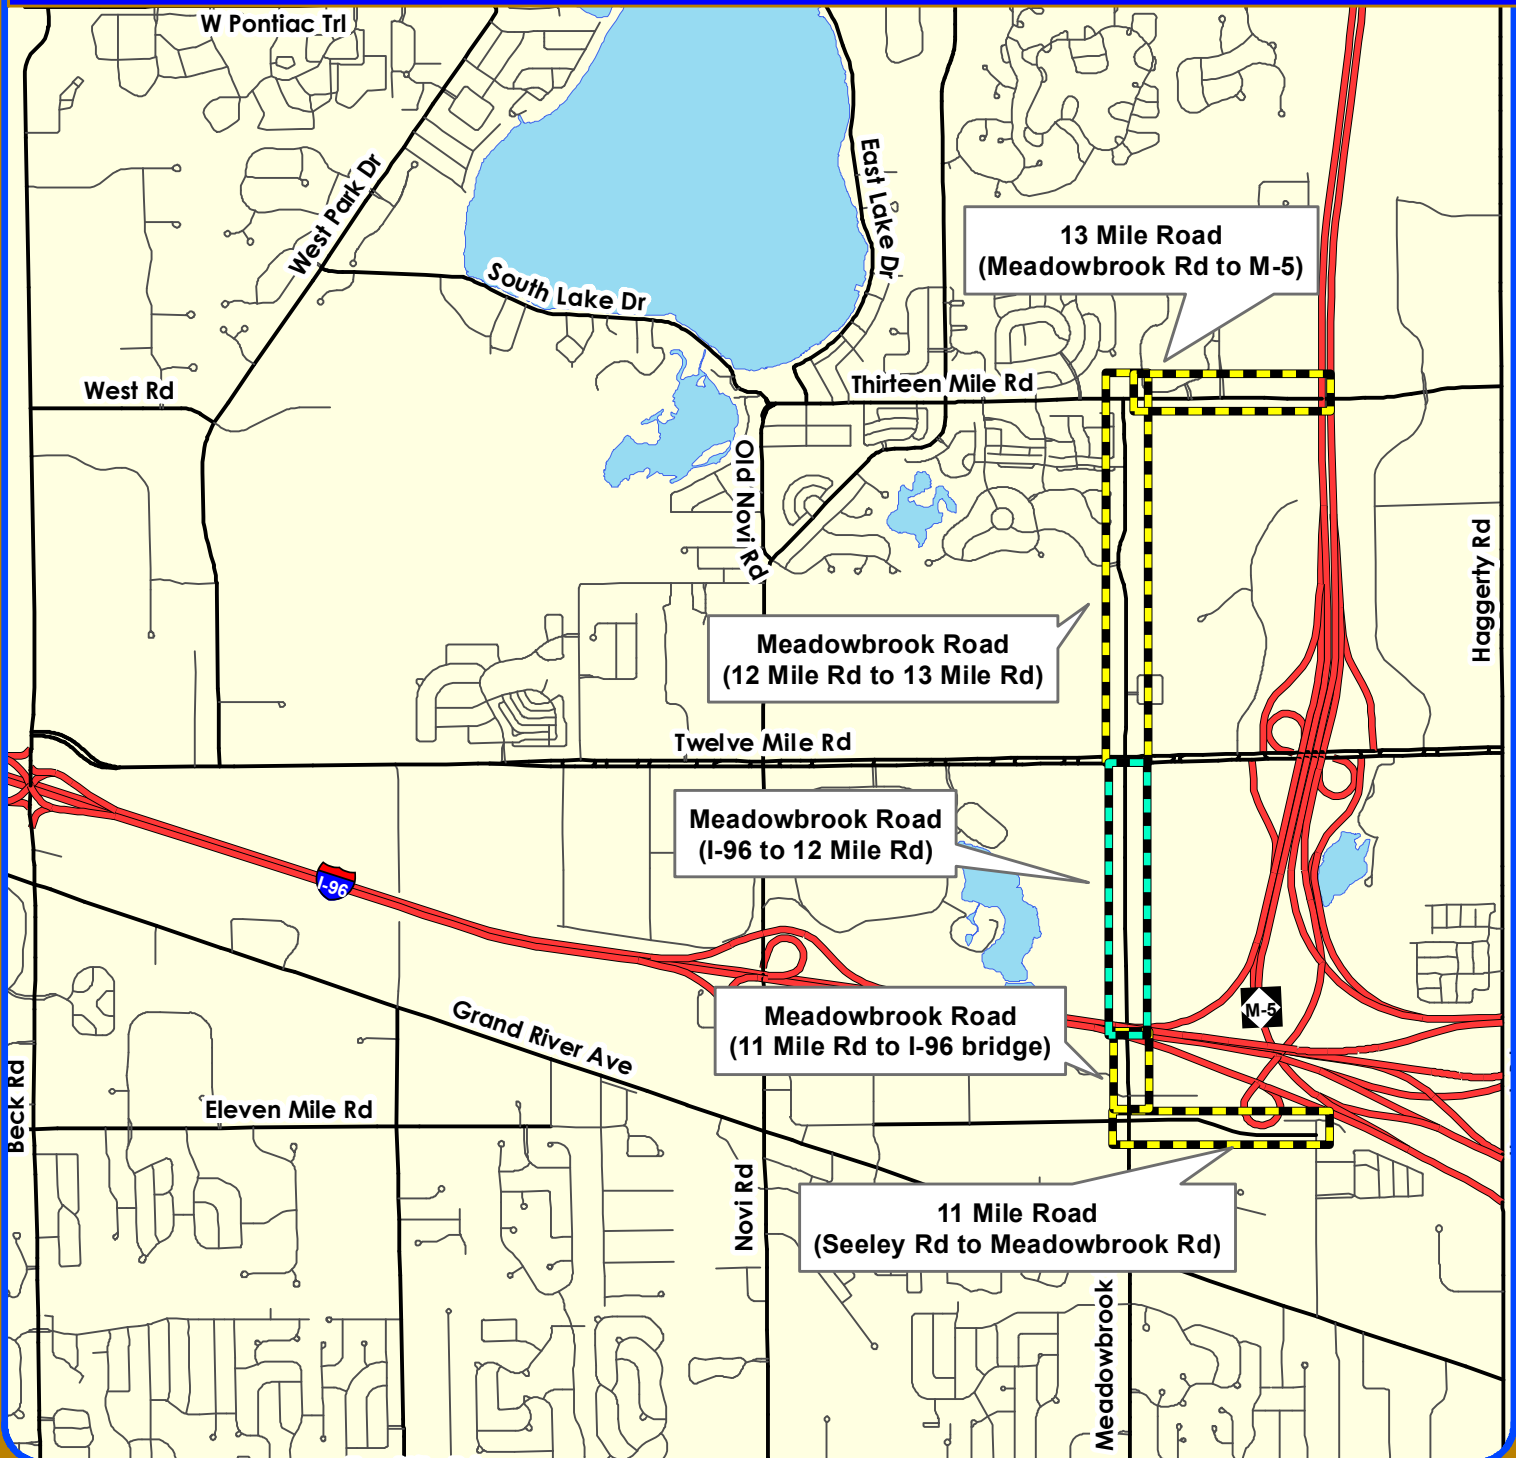 W Pontiac Trl
West Park Dr
East Lake Dr
13 Mile Road
(Meadowbrook Rd to M-5)
South Lake Dr
West Rd
Thirteen Mile Rd
Old Novi Rd
Haggerty Rd
Meadowbrook Road
(12 Mile Rd to 13 Mile Rd)
Twelve Mile Rd
Meadowbrook Road
(I-96 to 12 Mile Rd)
I-96
M-5
Meadowbrook Road
(11 Mile Rd to I-96 bridge)
Grand River Ave
Beck Rd
Eleven Mile Rd
Novi Rd
11 Mile Road
(Seeley Rd to Meadowbrook Rd)
Meadowbrook